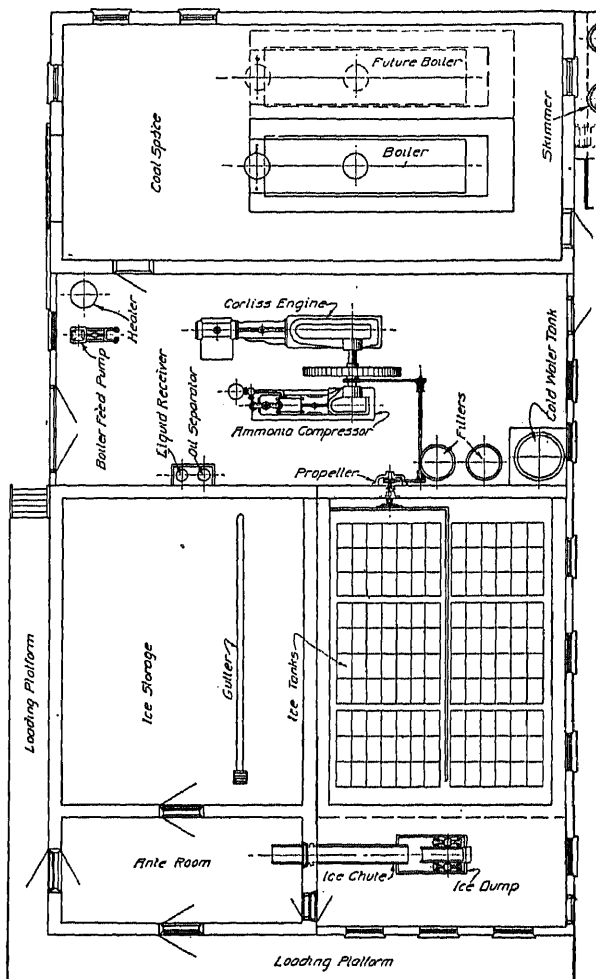 Future Boiler
Coal Space
Boiler
Skimmer
Corliss Engine
Heater
Boiler Feed Pump
Liquid Receiver
Oil Separator
Ammonia Compressor
Cold Water Tank
Filters
Propeller
Loading Platform
Ice Storage
Gutter
Ice Tanks
Ante Room
Ice Chute
Ice Dump
Loading Platform